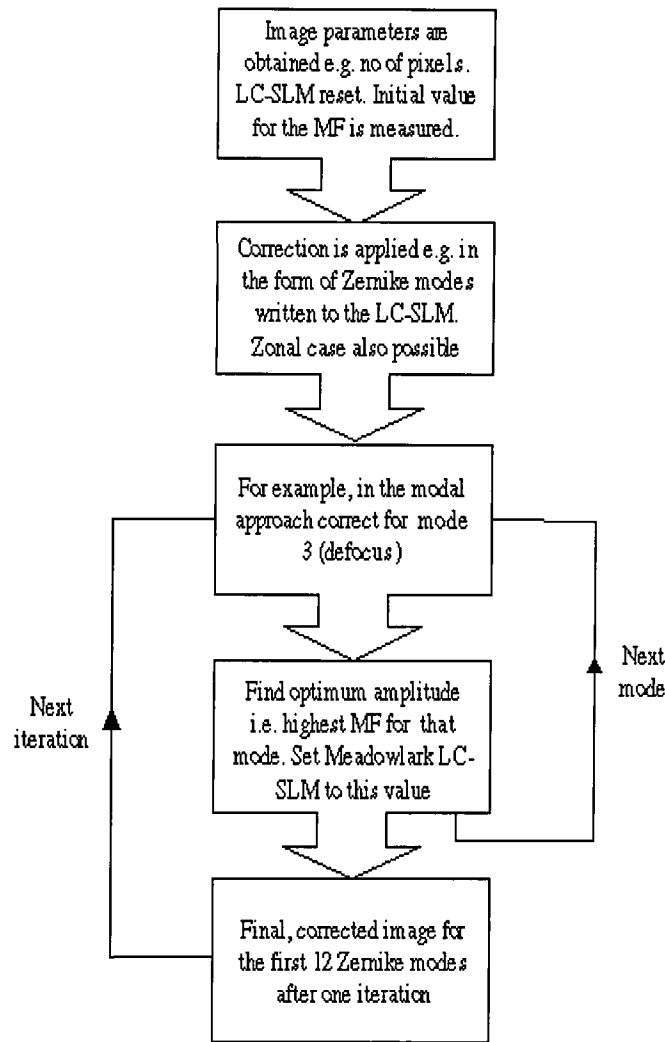 Image parameters are
obtained e.g. no of pixels.
LC-SLM reset. Initial value
for the MF is measured.
Correction is applied e.g. in
the form of Zernike modes
written to the LC-SLM.
Zonal case also possible
For example, in the modal
approach correct for mode
3 (defocus)
Next
mode
Find optimum amplitude
i.e. highest MF for that
mode. Set Meadowlark LC-
SLM to this value
Next
iteration
Final, corrected image for
the first 12 Zernike modes
after one iteration